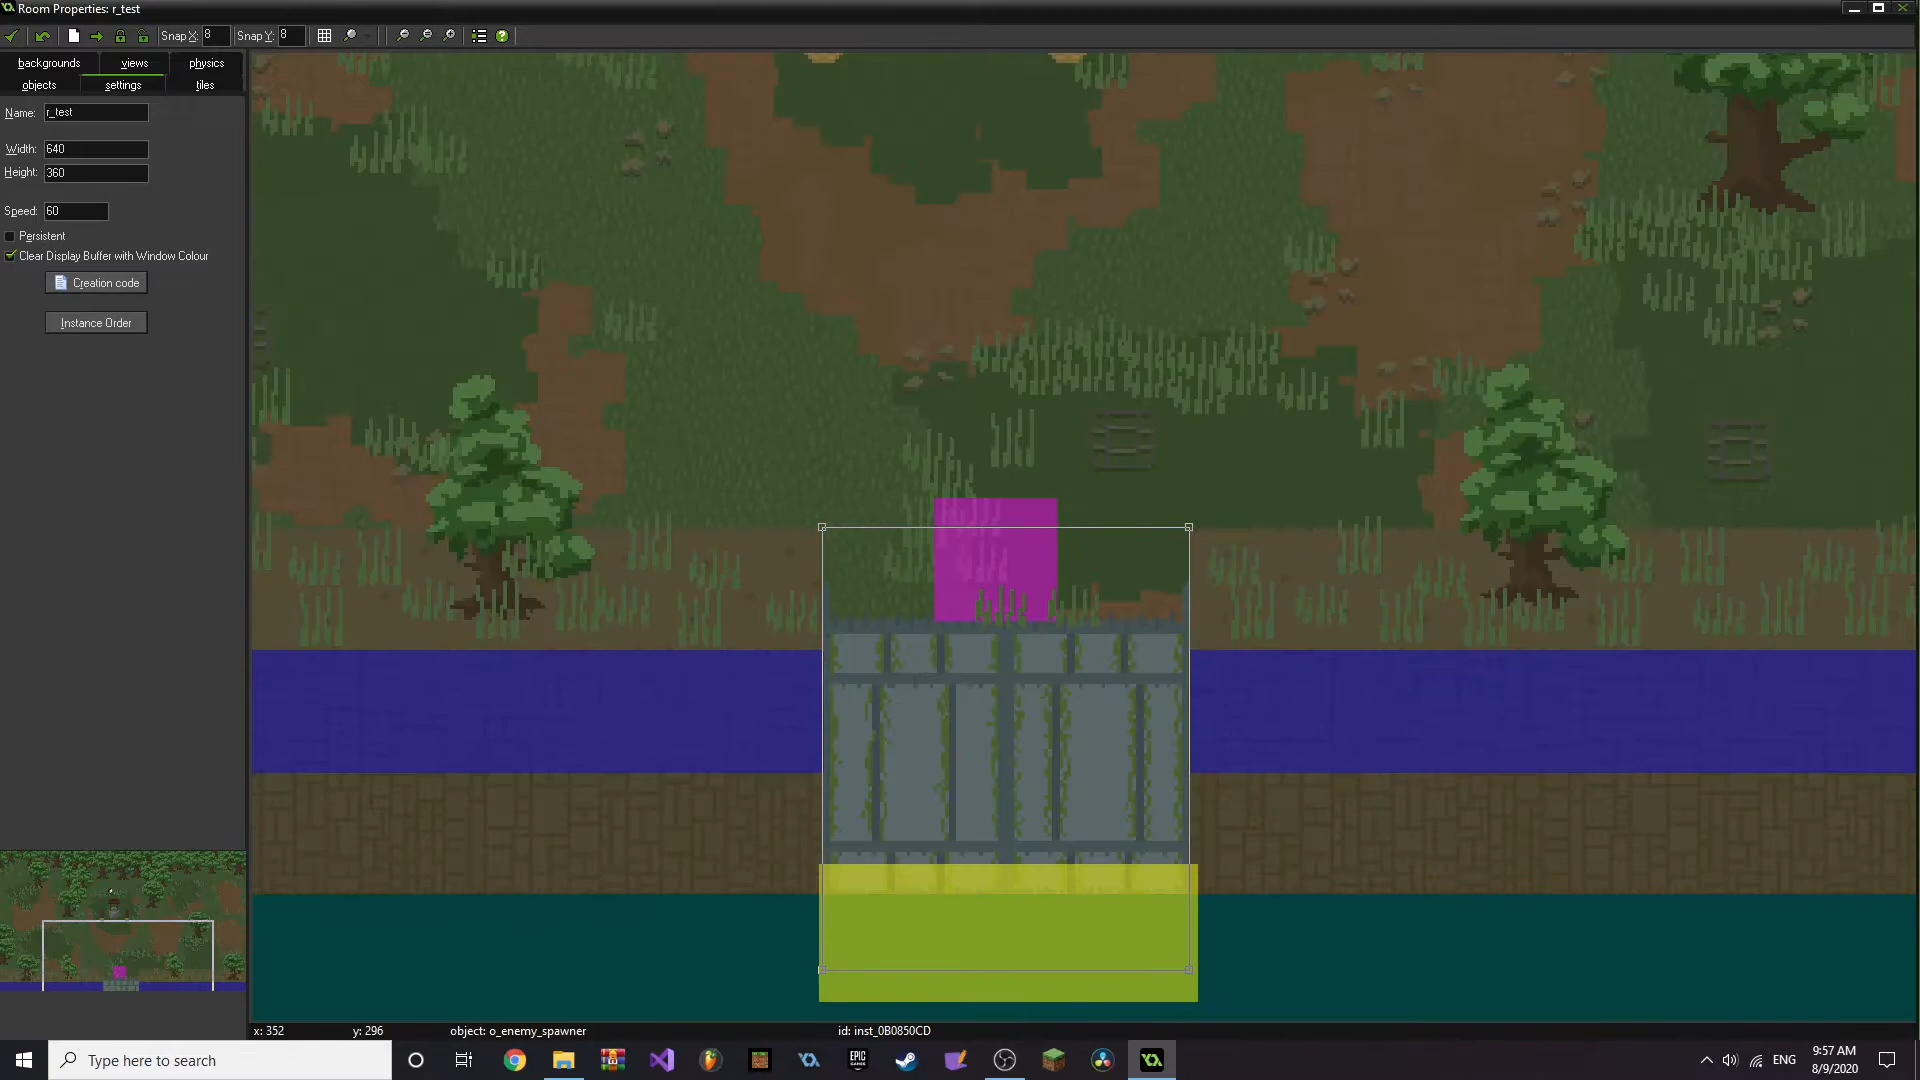 Room Properties: r_test
Snap X: 8 Snap Y: 8
backgrounds views physics
objects settings tiles
Name: r_test
Width: 640
Height: 360
Speed: 60
Persistent
Clear Display Buffer with Window Colour
Creation code
Instance Order
x: 352 y: 296 object: o_enemy_spawner id: inst_0B0850CD
Type here to search
EPIC
GAMES
ENG
9:57 AM
8/9/2020